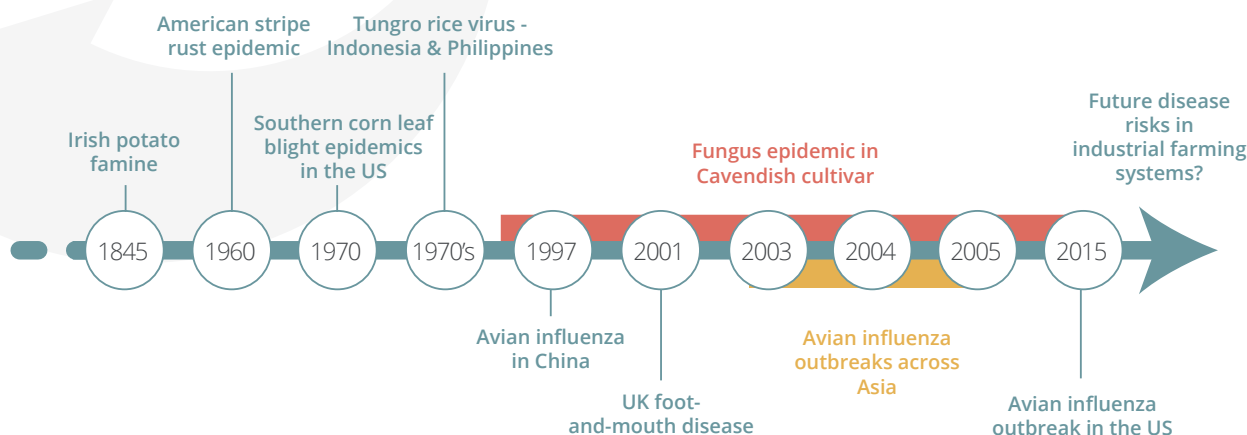 American stripe
rust epidemic
Tungro rice virus -
Indonesia & Philippines
Irish potato
famine
Southern corn leaf
blight epidemics
in the US
Fungus epidemic in
Cavendish cultivar
Future disease
risks in
industrial farming
systems?
1845
1960
1970
1970's
1997
2001
2003
2004
2005
2015
Avian influenza
in China
UK foot-
and-mouth disease
Avian influenza
outbreaks across
Asia
Avian influenza
outbreak in the US